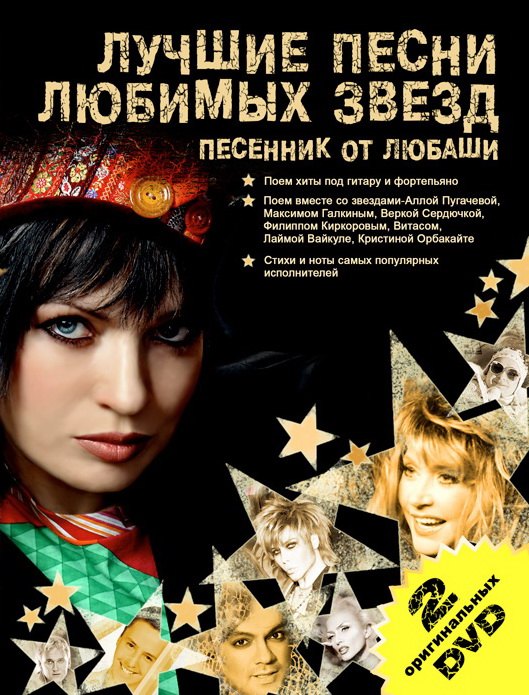 ЛУЧШИЕ ПЕСНИ
ЛЮБИМЫХ ЗВЕЗД
ПЕСЕННИК ОТ ЛЮБАШИ
Поем хиты под гитару и фортепьяно
Поем вместе со звездами-Аллой Пугачевой,
Максимом Галкиным, Веркой Сердючкой,
Филиппом Киркоровым, Витасом,
Лаймой Вайкуле, Кристиной Орбакайте
Стихи и ноты самых популярных
исполнителей
2
оригинальных
DVD